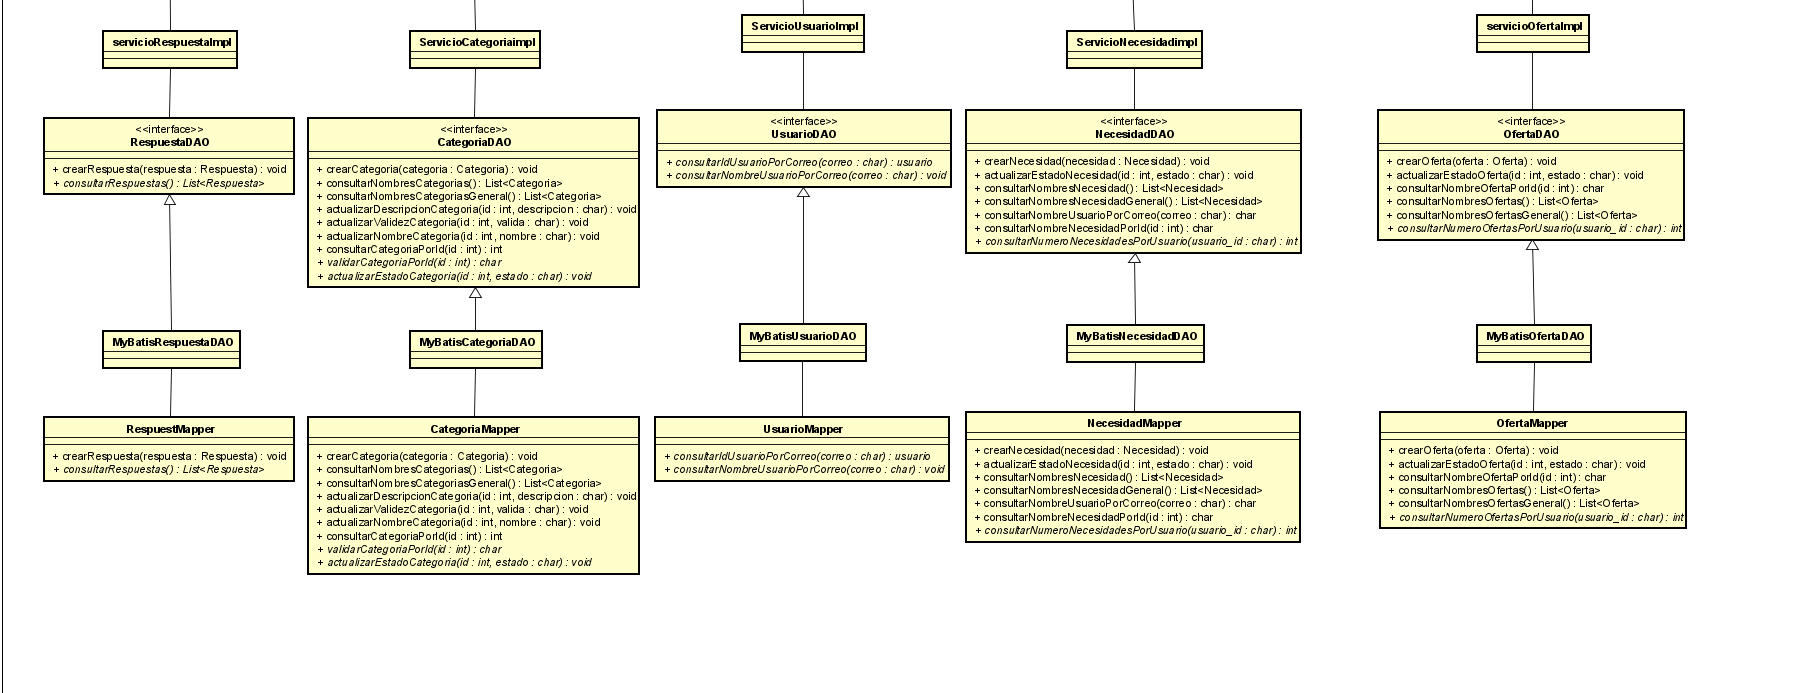 servicioRespuestaImpl
ServicioCategoriaimpl
ServicioUsuarioImpl
ServicioNecesidadimpl
servicioOfertaImpl
<<interface>>
RespuestaDAO
+ crearRespuesta(respuesta : Respuesta) : void
+ consultarRespuestas() : List<Respuesta>
<<interface>>
CategoriaDAO
+ crearCategoria(categoria : Categoria) : void
+ consultarNombresCategorias() : List<Categoria>
+ consultarNombresCategoriasGeneral() : List<Categoria>
+ actualizarDescripcionCategoria(id : int, descripcion : char) : void
+ actualizarValidezCategoria(id : int, valida : char) : void
+ actualizarNombreCategoria(id : int, nombre : char) : void
+ consultarCategoriaPorId(id : int) : int
+ validarCategoriaPorId(id : int) : char
+ actualizarEstadoCategoria(id : int, estado : char) : void
<<interface>>
UsuarioDAO
+ consultarIdUsuarioPorCorreo(correo : char) : usuario
+ consultarNombreUsuarioPorCorreo(correo : char) : void
<<interface>>
NecesidadDAO
+ crearNecesidad(necesidad : Necesidad) : void
+ actualizarEstadoNecesidad(id : int, estado : char) : void
+ consultarNombresNecesidad() : List<Necesidad>
+ consultarNombresNecesidadGeneral() : List<Necesidad>
+ consultarNombreUsuarioPorCorreo(correo : char) : char
+ consultarNombreNecesidadPorId(id : int) : char
+ consultarNumeroNecesidadesPorUsuario(usuario_id : char) : int
<<interface>>
OfertaDAO
+ crearOferta(oferta : Oferta) : void
+ actualizarEstadoOferta(id : int, estado : char) : void
+ consultarNombreOfertaPorId(id : int) : char
+ consultarNombresOfertas() : List<Oferta>
+ consultarNombresOfertasGeneral() : List<Oferta>
+ consultarNumeroOfertasPorUsuario(usuario_id : char) : int
MyBatisRespuestaDAO
MyBatisCategoriaDAO
MyBatisUsuarioDAO
MyBatisNecesidadDAO
MyBatisOfertaDAO
RespuestMapper
+ crearRespuesta(respuesta : Respuesta) : void
+ consultarRespuestas() : List<Respuesta>
CategoriaMapper
+ crearCategoria(categoria : Categoria) : void
+ consultarNombresCategorias() : List<Categoria>
+ consultarNombresCategoriasGeneral() : List<Categoria>
+ actualizarDescripcionCategoria(id : int, descripcion : char) : void
+ actualizarValidezCategoria(id : int, valida : char) : void
+ actualizarNombreCategoria(id : int, nombre : char) : void
+ consultarCategoriaPorId(id : int) : int
+ validarCategoriaPorId(id : int) : char
+ actualizarEstadoCategoria(id : int, estado : char) : void
UsuarioMapper
+ consultarIdUsuarioPorCorreo(correo : char) : usuario
+ consultarNombreUsuarioPorCorreo(correo : char) : void
NecesidadMapper
+ crearNecesidad(necesidad : Necesidad) : void
+ actualizarEstadoNecesidad(id : int, estado : char) : void
+ consultarNombresNecesidad() : List<Necesidad>
+ consultarNombresNecesidadGeneral() : List<Necesidad>
+ consultarNombreUsuarioPorCorreo(correo : char) : char
+ consultarNombreNecesidadPorId(id : int) : char
+ consultarNumeroNecesidadesPorUsuario(usuario_id : char) : int
OfertaMapper
+ crearOferta(oferta : Oferta) : void
+ actualizarEstadoOferta(id : int, estado : char) : void
+ consultarNombreOfertaPorId(id : int) : char
+ consultarNombresOfertas() : List<Oferta>
+ consultarNombresOfertasGeneral() : List<Oferta>
+ consultarNumeroOfertasPorUsuario(usuario_id : char) : int